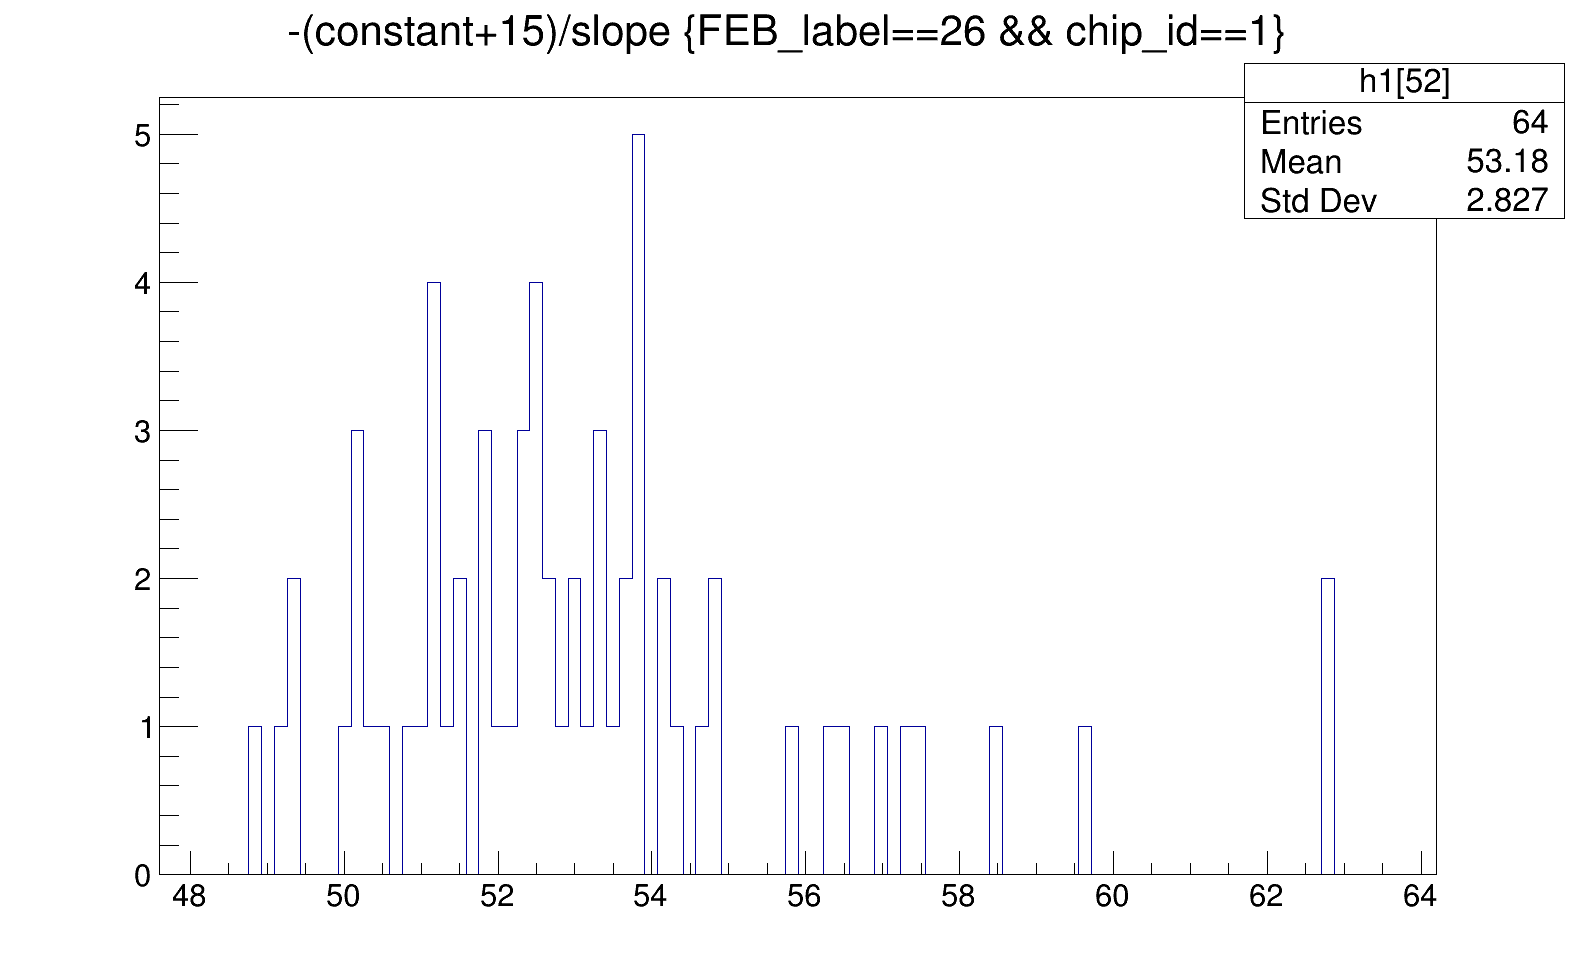 -(constant+15)/slope {FEB_label==26 && chip_id==1}
h1[52]
Entries 64
Mean 53.18
Std Dev 2.827
5
4
3
2
1
0
48 50 52 54 56 58 60 62 64